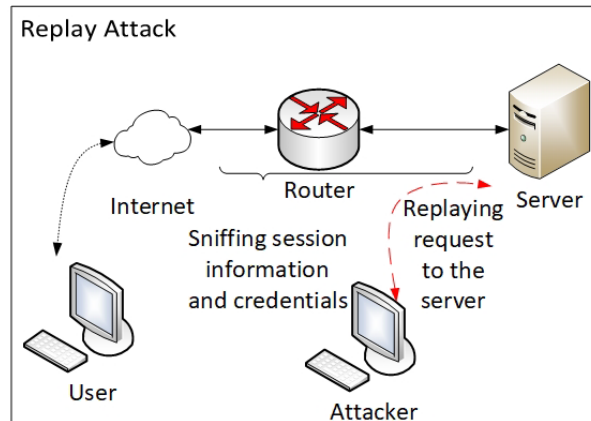 Replay Attack
Internet
Router
Server
Sniffing session
information
and credentials
Replaying
request
to the
server
User
Attacker